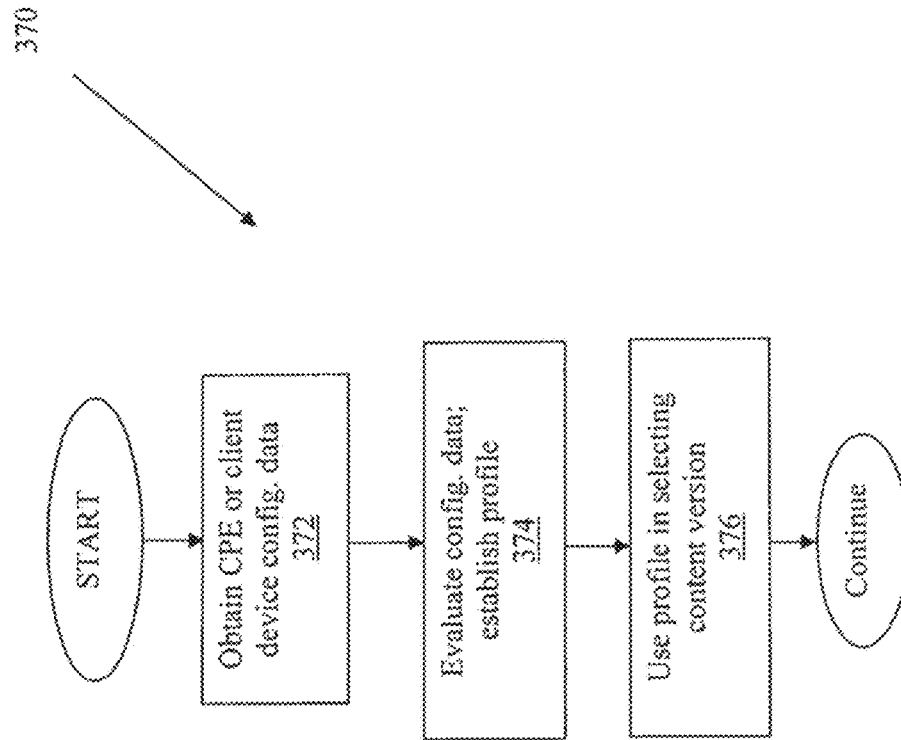 370
START
Obtain CPE or client
device config. data
372
Evaluate config. data;
establish profile
374
Use profile in selecting
content version
376
Continue